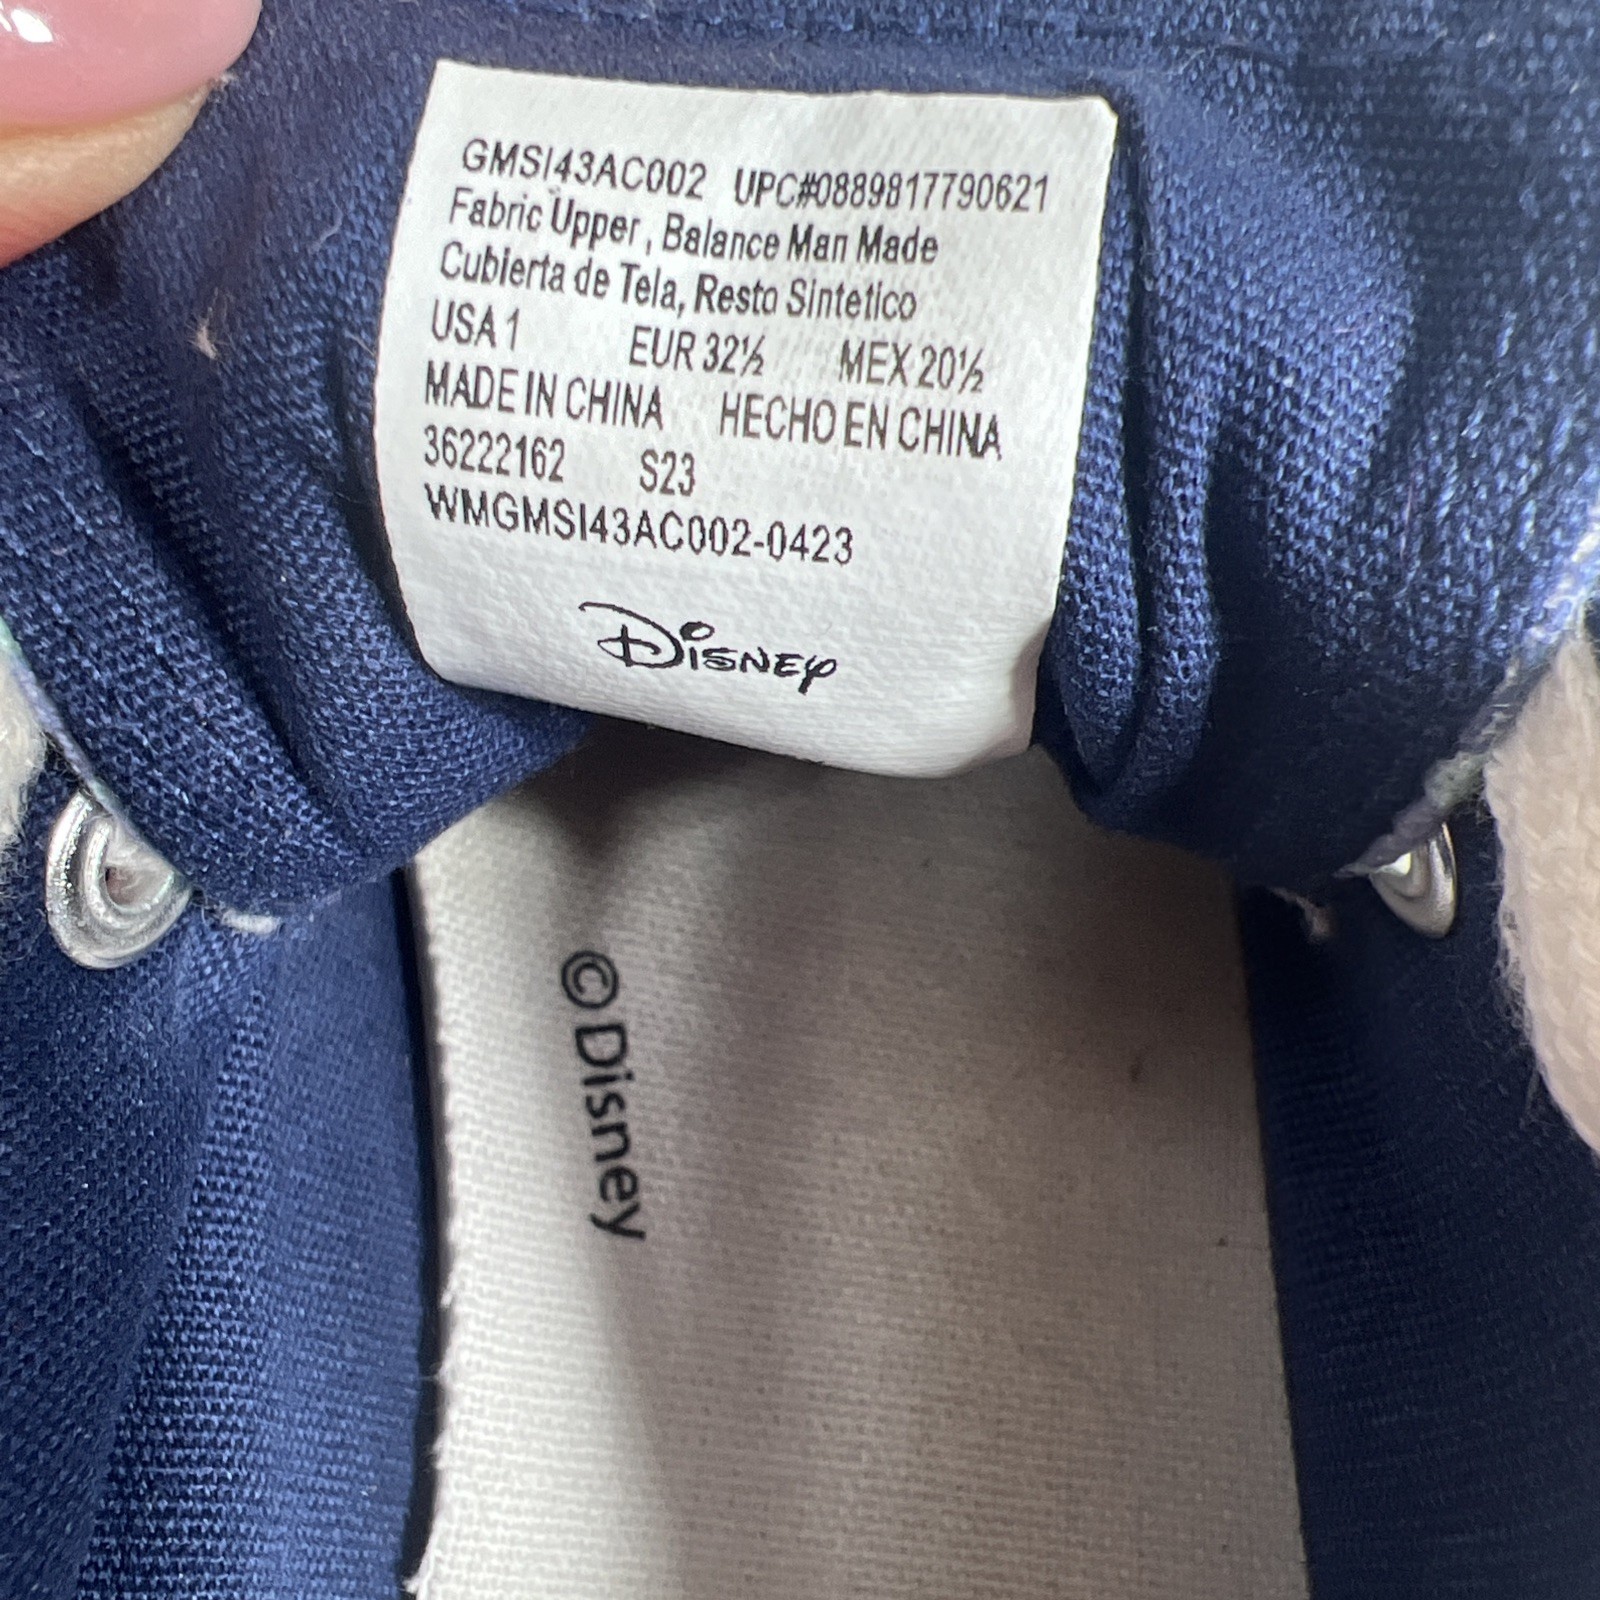 GMSI43AC002 UPC#0889817790621
Fabric Upper , Balance Man Made
Cubierta de Tela, Resto Sintetico
USA 1 EUR 32½ MEX 20½
MADE IN CHINA HECHO EN CHINA
36222162 S23
WMGMSI43AC002-0423
Disney
©Disney